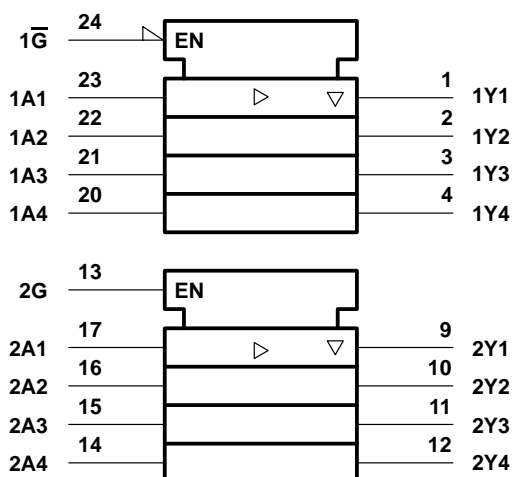 24
1G̅ EN
23 1
1A1 1Y1
22 2
1A2 1Y2
21 3
1A3 1Y3
20 4
1A4 1Y4
13
2G EN
17 9
2A1 2Y1
16 10
2A2 2Y2
15 11
2A3 2Y3
14 12
2A4 2Y4